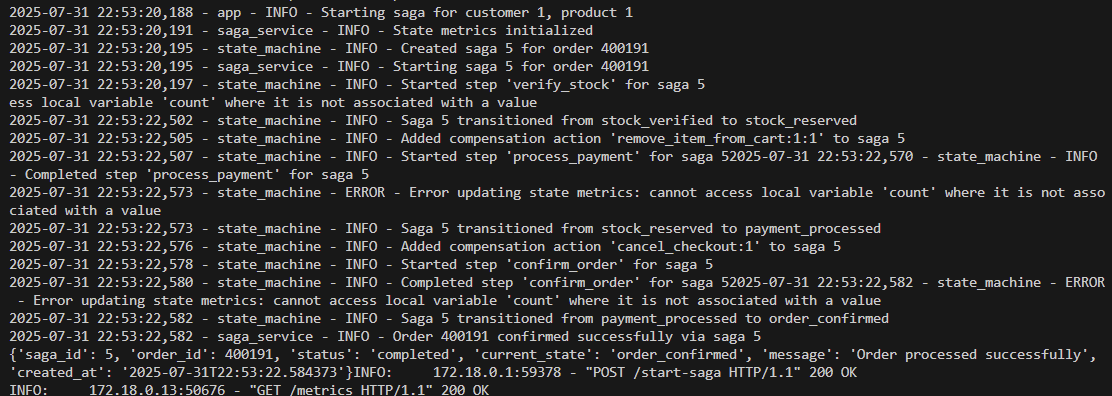 2025-07-31 22:53:20,188 - app - INFO - Starting saga for customer 1, product 1
2025-07-31 22:53:20,191 - saga_service - INFO - State metrics initialized
2025-07-31 22:53:20,195 - state_machine - INFO - Created saga 5 for order 400191
2025-07-31 22:53:20,195 - saga_service - INFO - Starting saga 5 for order 400191
2025-07-31 22:53:20,197 - state_machine - INFO - Started step 'verify_stock' for saga 5
ess local variable 'count' where it is not associated with a value
2025-07-31 22:53:22,502 - state_machine - INFO - Saga 5 transitioned from stock_verified to stock_reserved
2025-07-31 22:53:22,505 - state_machine - INFO - Added compensation action 'remove_item_from_cart:1:1' to saga 5
2025-07-31 22:53:22,507 - state_machine - INFO - Started step 'process_payment' for saga 52025-07-31 22:53:22,570 - state_machine - INFO
- Completed step 'process_payment' for saga 5
2025-07-31 22:53:22,573 - state_machine - ERROR - Error updating state metrics: cannot access local variable 'count' where it is not asso
ciated with a value
2025-07-31 22:53:22,573 - state_machine - INFO - Saga 5 transitioned from stock_reserved to payment_processed
2025-07-31 22:53:22,576 - state_machine - INFO - Added compensation action 'cancel_checkout:1' to saga 5
2025-07-31 22:53:22,578 - state_machine - INFO - Started step 'confirm_order' for saga 5
2025-07-31 22:53:22,580 - state_machine - INFO - Completed step 'confirm_order' for saga 52025-07-31 22:53:22,582 - state_machine - ERROR
- Error updating state metrics: cannot access local variable 'count' where it is not associated with a value
2025-07-31 22:53:22,582 - state_machine - INFO - Saga 5 transitioned from payment_processed to order_confirmed
2025-07-31 22:53:22,582 - saga_service - INFO - Order 400191 confirmed successfully via saga 5
{'saga_id': 5, 'order_id': 400191, 'status': 'completed', 'current_state': 'order_confirmed', 'message': 'Order processed successfully',
'created_at': '2025-07-31T22:53:22.584373'}INFO:     172.18.0.1:59378 - "POST /start-saga HTTP/1.1" 200 OK
INFO:     172.18.0.13:50676 - "GET /metrics HTTP/1.1" 200 OK